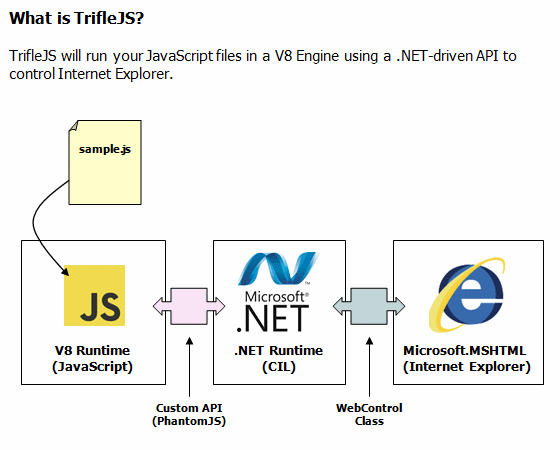 What is TrifleJS?
TrifleJS will run your JavaScript files in a V8 Engine using a .NET-driven API to
control Internet Explorer.
sample.js
JS
V8 Runtime
(JavaScript)
Microsoft®
.NET
™
.NET Runtime
(CIL)
Microsoft.MSHTML
(Internet Explorer)
Custom API
(PhantomJS)
WebControl
Class